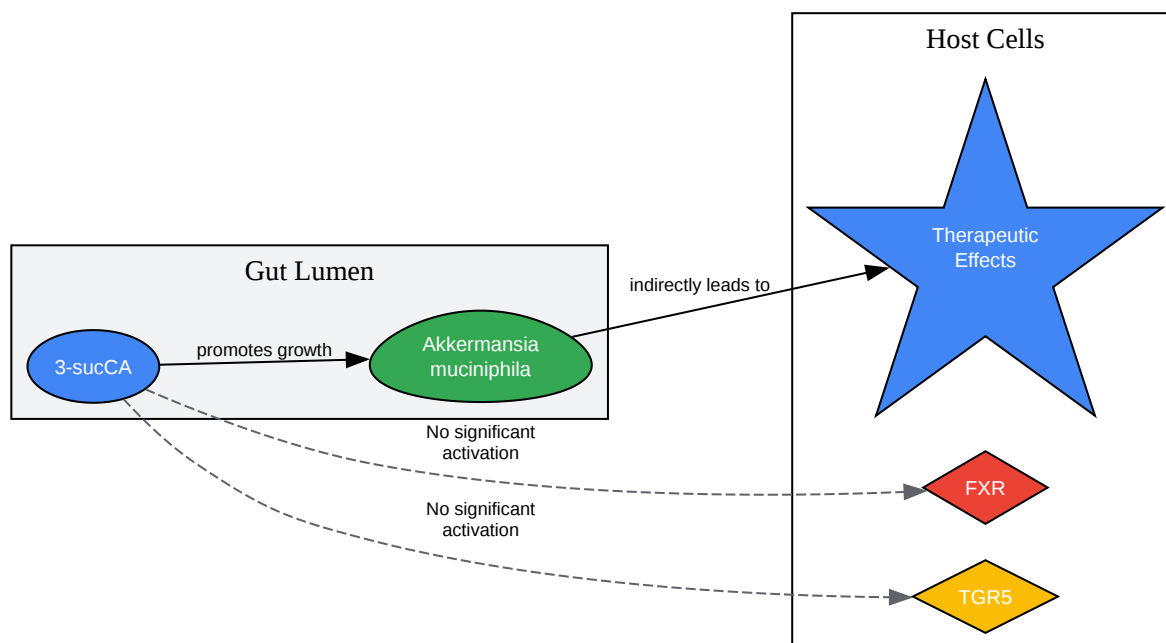 Host Cells
Therapeutic
Effects
Gut Lumen
indirectly leads to
3-sucCA
promotes growth
Akkermansia
muciniphila
No significant
activation
FXR
No significant
activation
TGR5